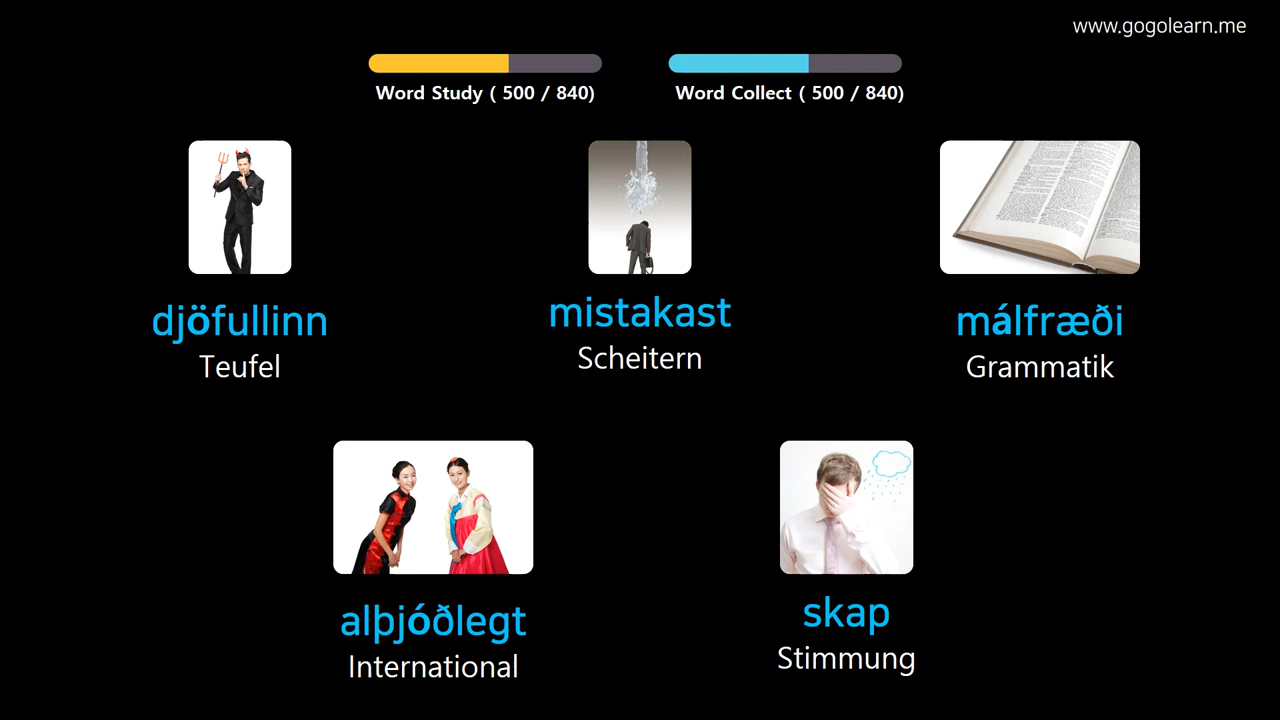 www.gogolearn.me
Word Study ( 500 / 840)
Word Collect ( 500 / 840)
djöfullinn
Teufel
mistakast
Scheitern
málfræði
Grammatik
alþjóðlegt
International
skap
Stimmung